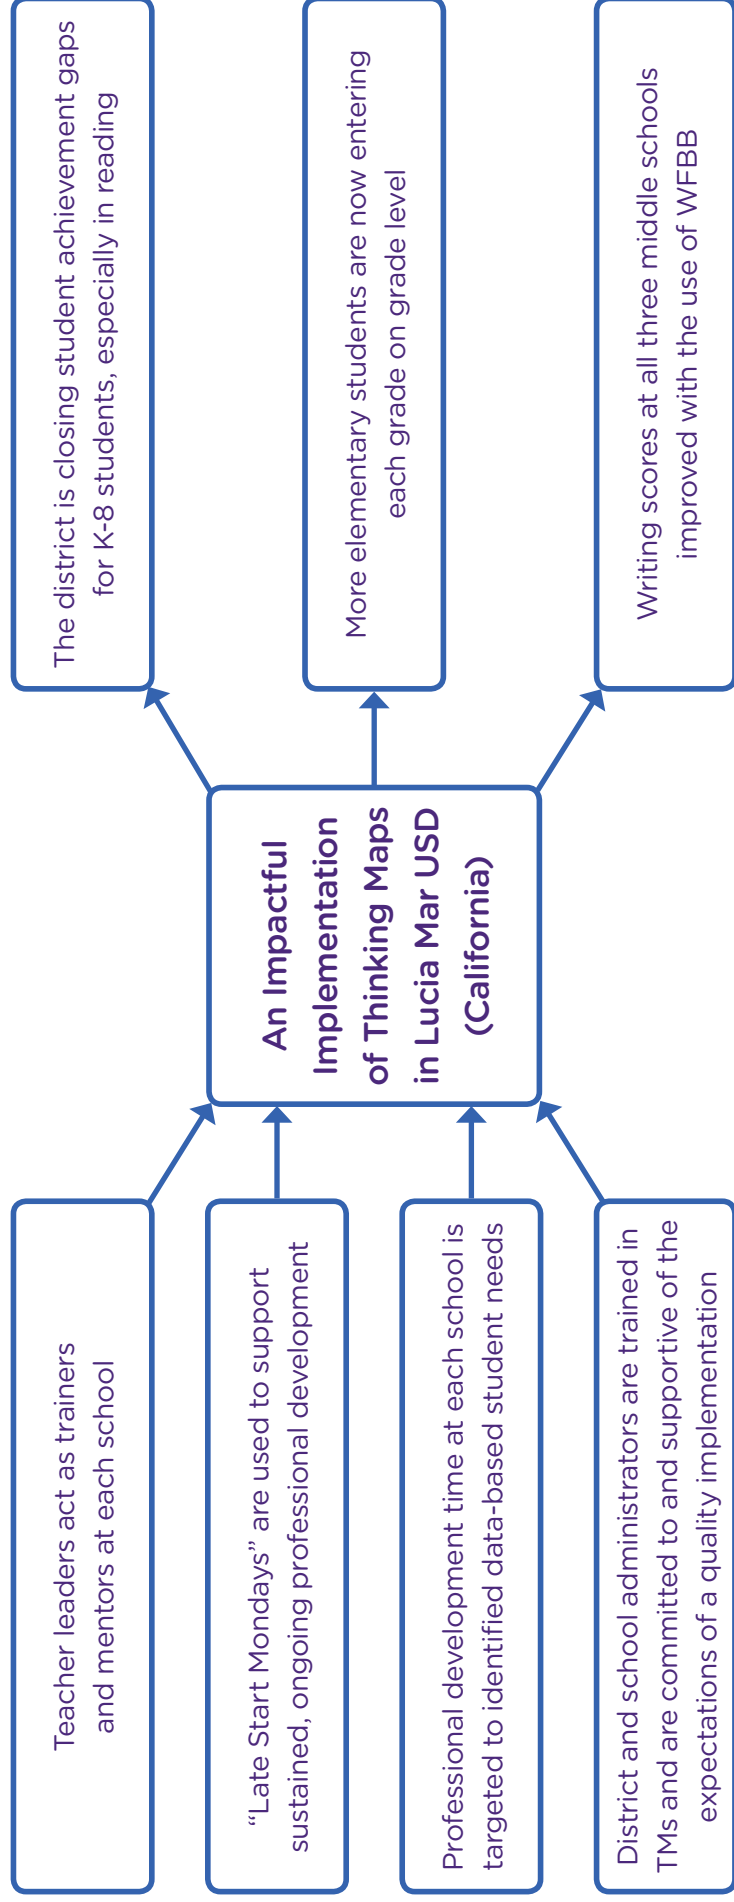 Teacher leaders act as trainers
and mentors at each school
“Late Start Mondays” are used to support
sustained, ongoing professional development
Professional development time at each school is
targeted to identified data-based student needs
District and school administrators are trained in
TMs and are committed to and supportive of the
expectations of a quality implementation
An Impactful
Implementation
of Thinking Maps
in Lucia Mar USD
(California)
The district is closing student achievement gaps
for K-8 students, especially in reading
More elementary students are now entering
each grade on grade level
Writing scores at all three middle schools
improved with the use of WFBB